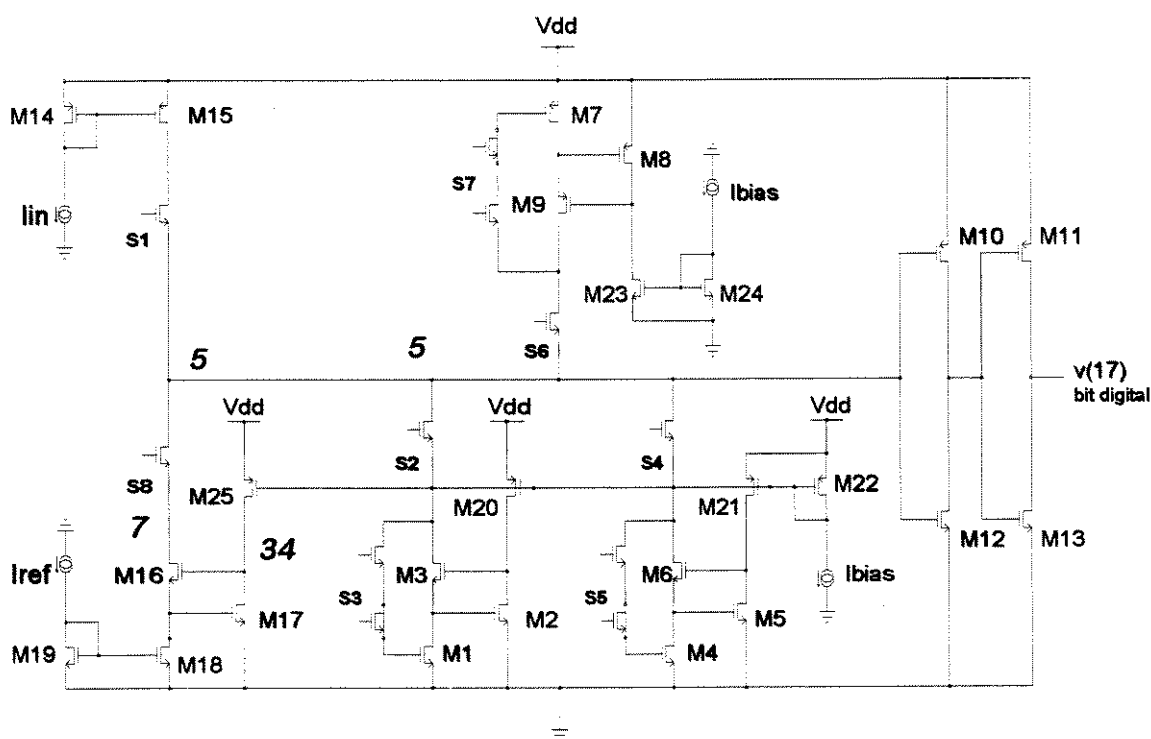 Vdd
M14
M15
M7
M8
S7
Ibias
Iin
M9
S1
M10
M11
M23
M24
S6
5
5
v(17)
bit digital
Vdd
Vdd
Vdd
S2
S4
S8
M25
M20
M21
M22
7
34
M12
M13
Iref
M16
M3
M6
Ibias
S3
S5
M17
M2
M5
M19
M18
M1
M4